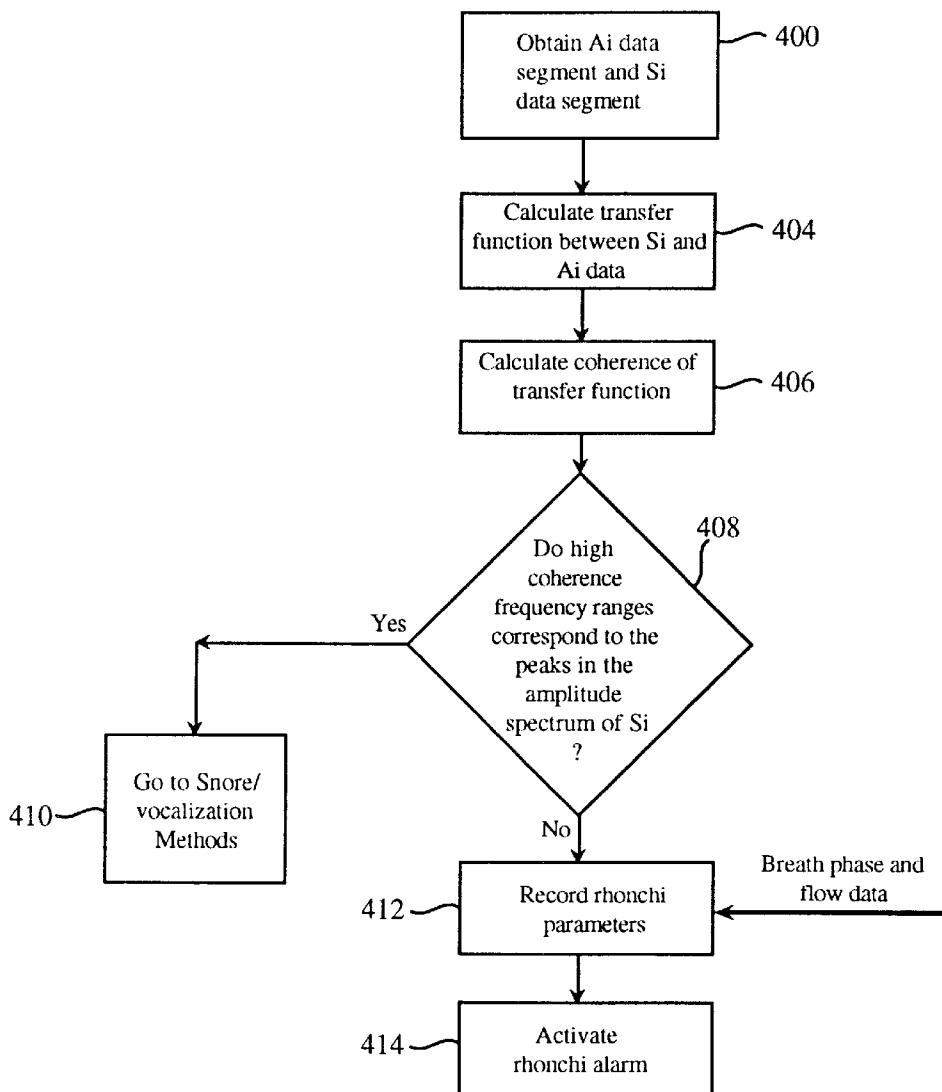 Obtain Ai data
segment and Si
data segment
400
Calculate transfer
function between Si and
Ai data
404
Calculate coherence of
transfer function
406
408
Do high
coherence
frequency ranges
correspond to the
peaks in the
amplitude
spectrum of Si
?
Yes
Go to Snore/
vocalization
Methods
410
No
Breath phase and
flow data
412
Record rhonchi
parameters
414
Activate
rhonchi alarm